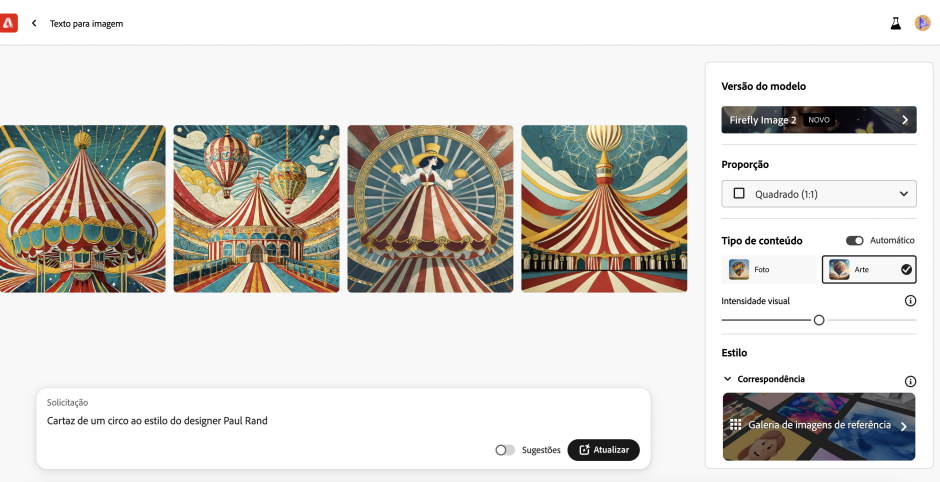 Texto para imagem
Versão do modelo
Firefly Image 2 NOVO
Proporção
Quadrado (1:1)
Tipo de conteúdo Automático
Foto Arte
Intensidade visual
Estilo
Correspondência
Galeria de imagens de referência
Solicitação
Cartaz de um circo ao estilo do designer Paul Rand
Sugestões Atualizar